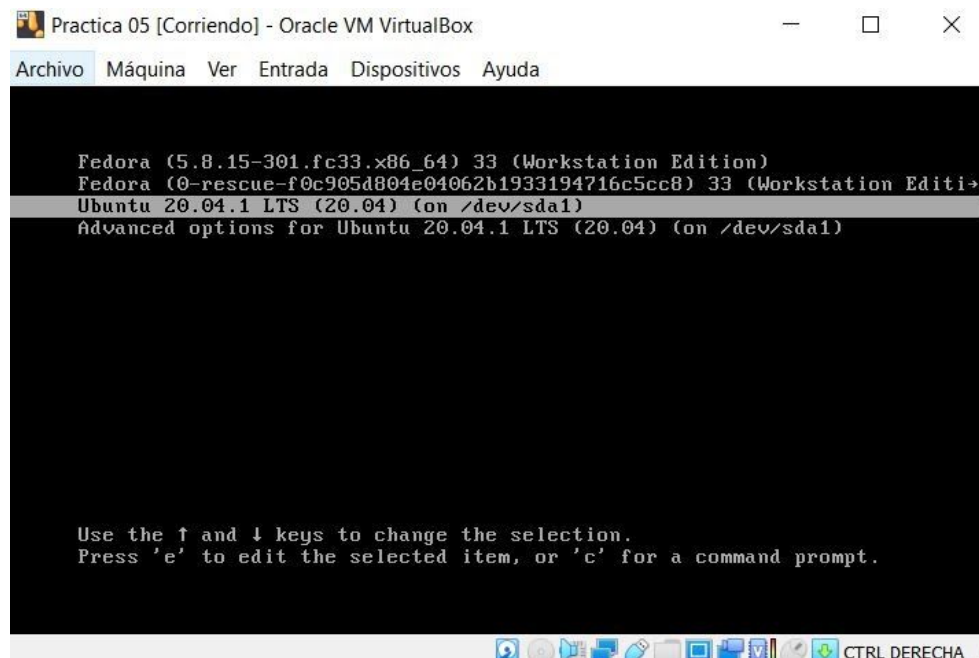 Practica 05 [Corriendo] - Oracle VM VirtualBox
Archivo Máquina Ver Entrada Dispositivos Ayuda
Fedora (5.8.15-301.fc33.x86_64) 33 (Workstation Edition)
Fedora (0-rescue-f0c905d804e04062b1933194716c5cc8) 33 (Workstation Editi→
Ubuntu 20.04.1 LTS (20.04) (on /dev/sda1)
Advanced options for Ubuntu 20.04.1 LTS (20.04) (on /dev/sda1)
Use the ↑ and ↓ keys to change the selection.
Press 'e' to edit the selected item, or 'c' for a command prompt.
CTRL DERECHA